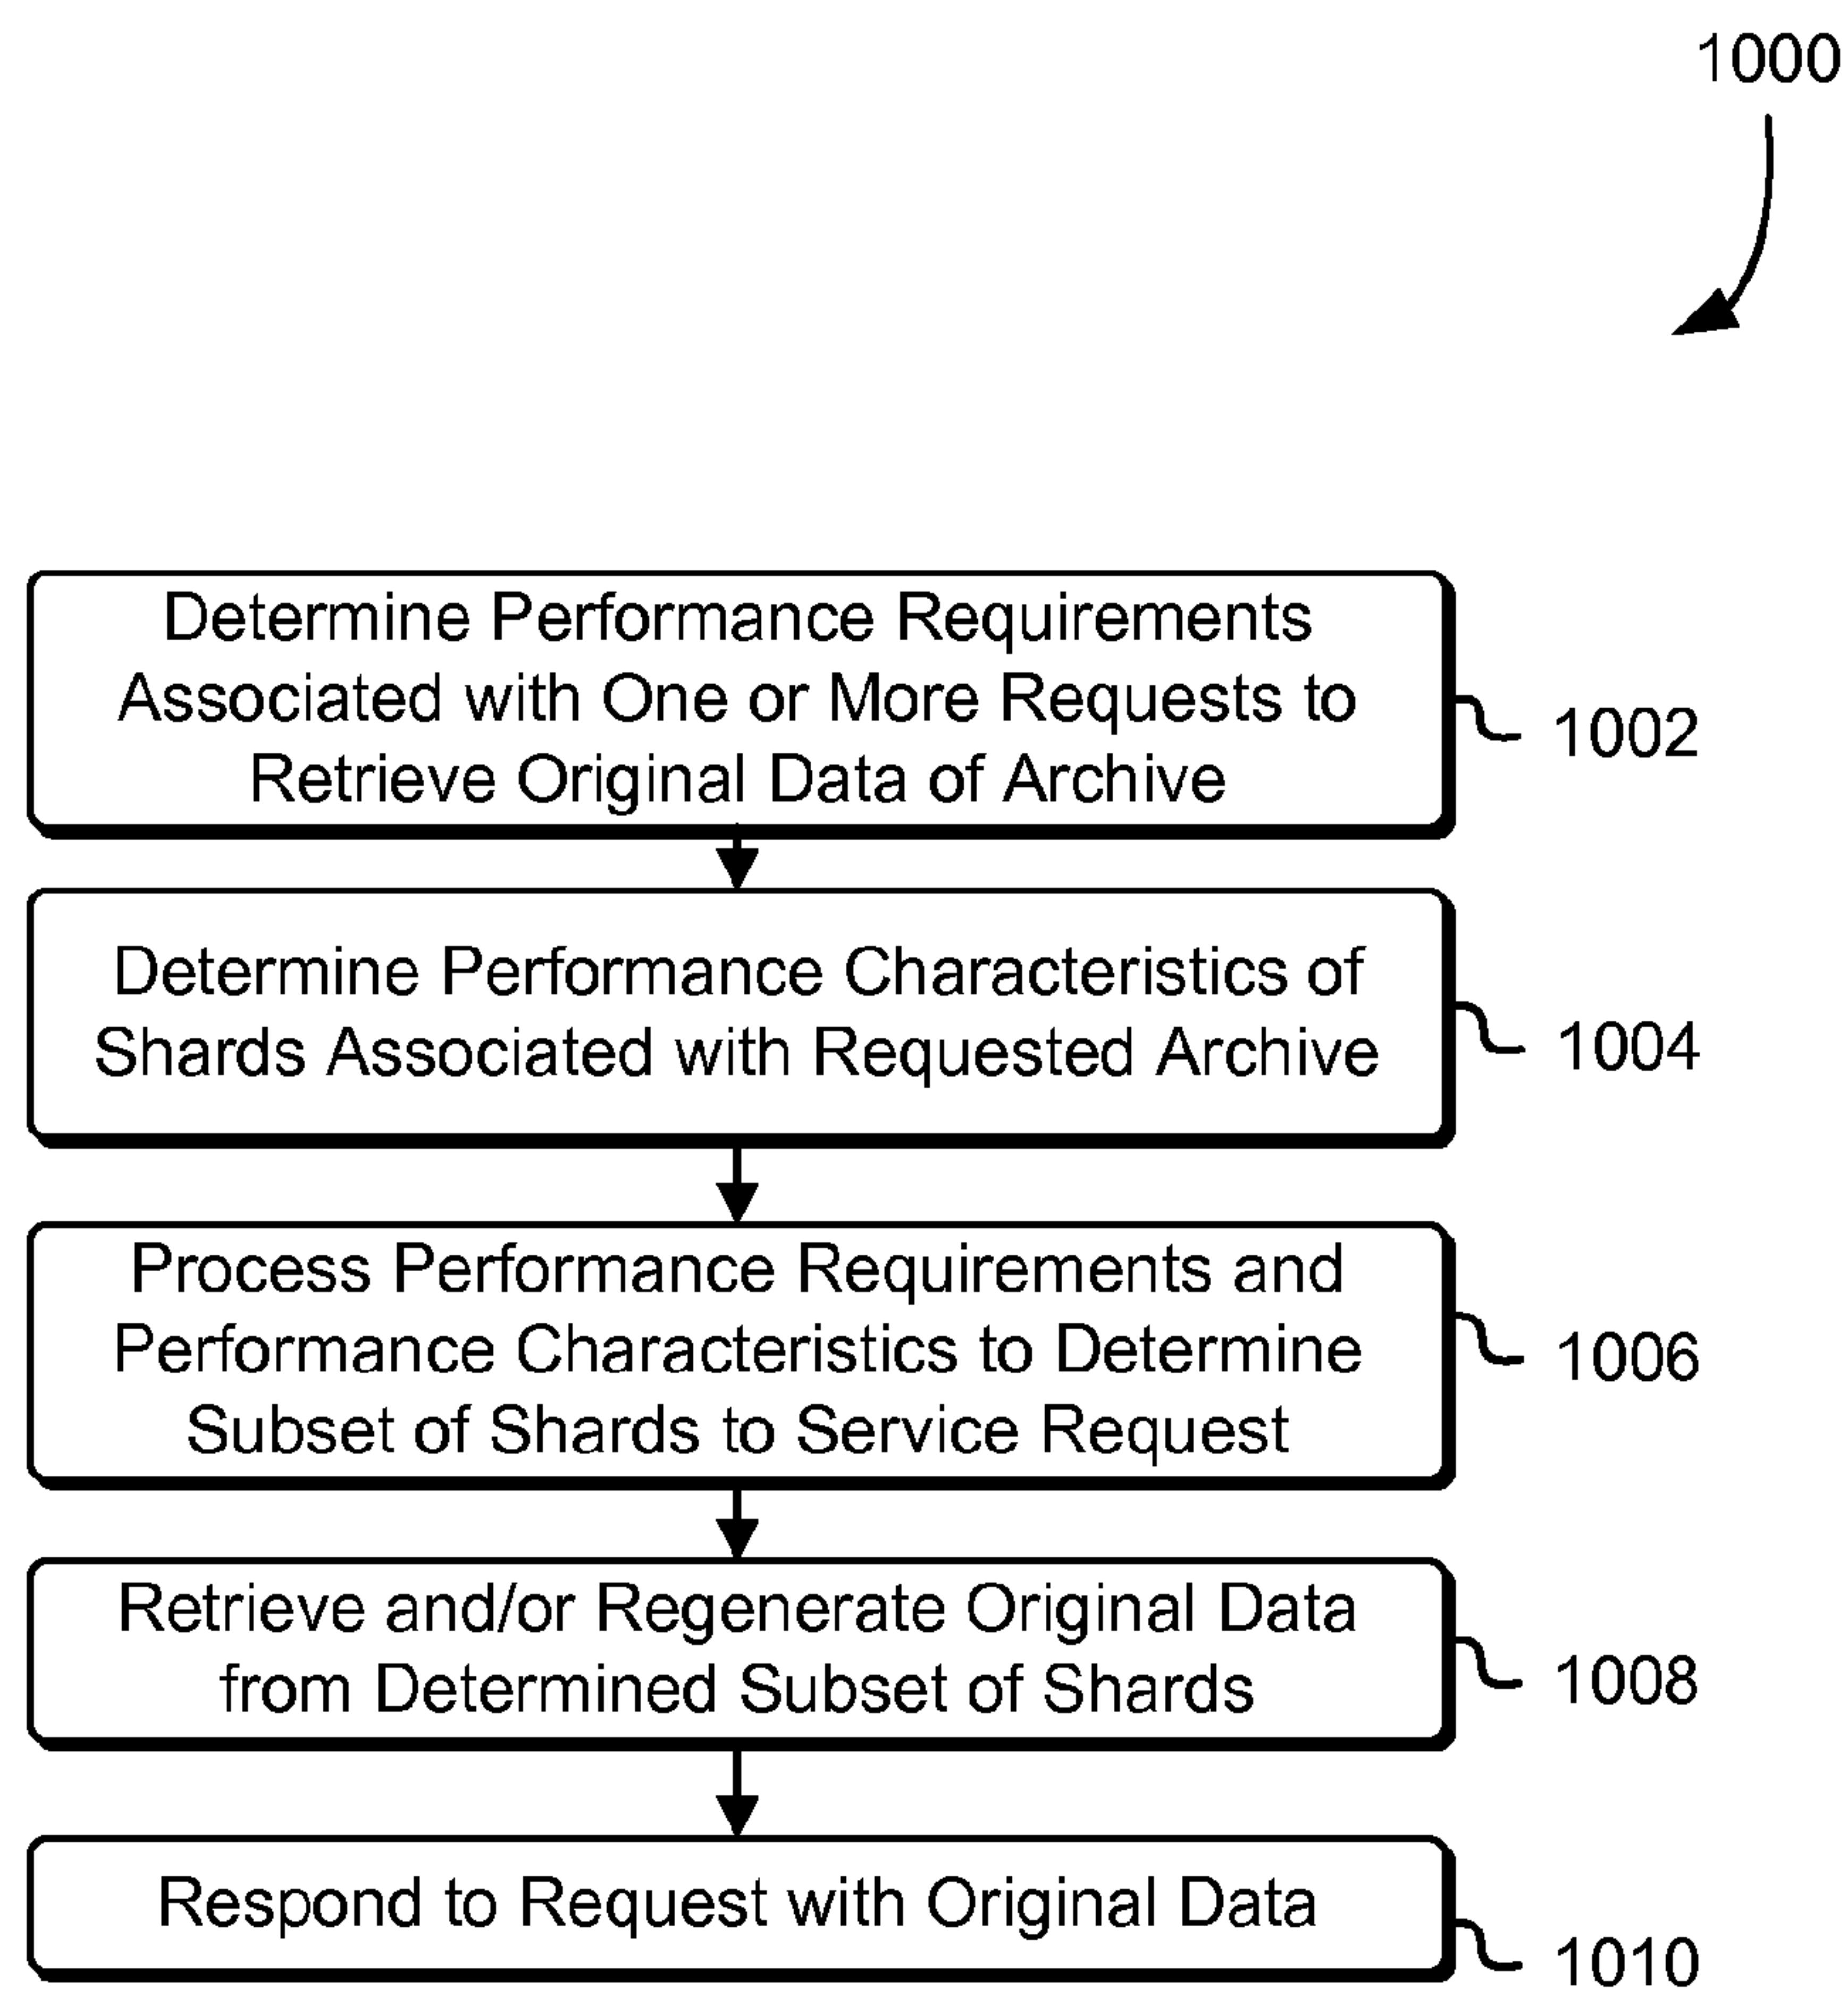 1000
Determine Performance Requirements
Associated with One or More Requests to
Retrieve Original Data of Archive
1002
Determine Performance Characteristics of
Shards Associated with Requested Archive
1004
Process Performance Requirements and
Performance Characteristics to Determine
Subset of Shards to Service Request
1006
Retrieve and/or Regenerate Original Data
from Determined Subset of Shards
1008
Respond to Request with Original Data
1010